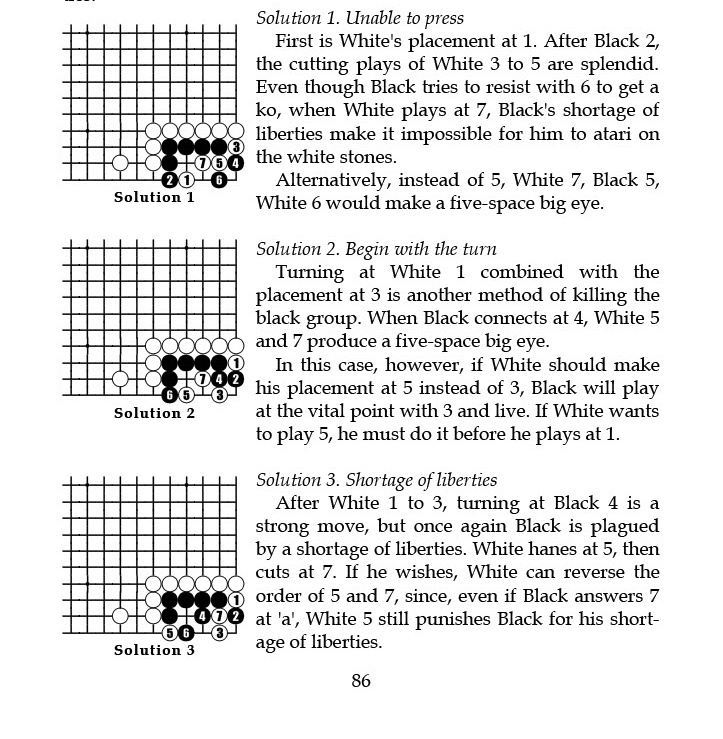 Solution 1. Unable to press
First is White's placement at 1. After Black 2,
the cutting plays of White 3 to 5 are splendid.
Even though Black tries to resist with 6 to get a
ko, when White plays at 7, Black's shortage of
liberties make it impossible for him to atari on
the white stones.
Alternatively, instead of 5, White 7, Black 5,
White 6 would make a five-space big eye.
3
7 5 4
2 1 6
Solution 1
Solution 2. Begin with the turn
Turning at White 1 combined with the
placement at 3 is another method of killing the
black group. When Black connects at 4, White 5
and 7 produce a five-space big eye.
In this case, however, if White should make
his placement at 5 instead of 3, Black will play
at the vital point with 3 and live. If White wants
to play 5, he must do it before he plays at 1.
1
7 4 2
6 5 3
Solution 2
Solution 3. Shortage of liberties
After White 1 to 3, turning at Black 4 is a
strong move, but once again Black is plagued
by a shortage of liberties. White hanes at 5, then
cuts at 7. If he wishes, White can reverse the
order of 5 and 7, since, even if Black answers 7
at 'a', White 5 still punishes Black for his short-
age of liberties.
1
4 7 2
5 6 3
Solution 3
86